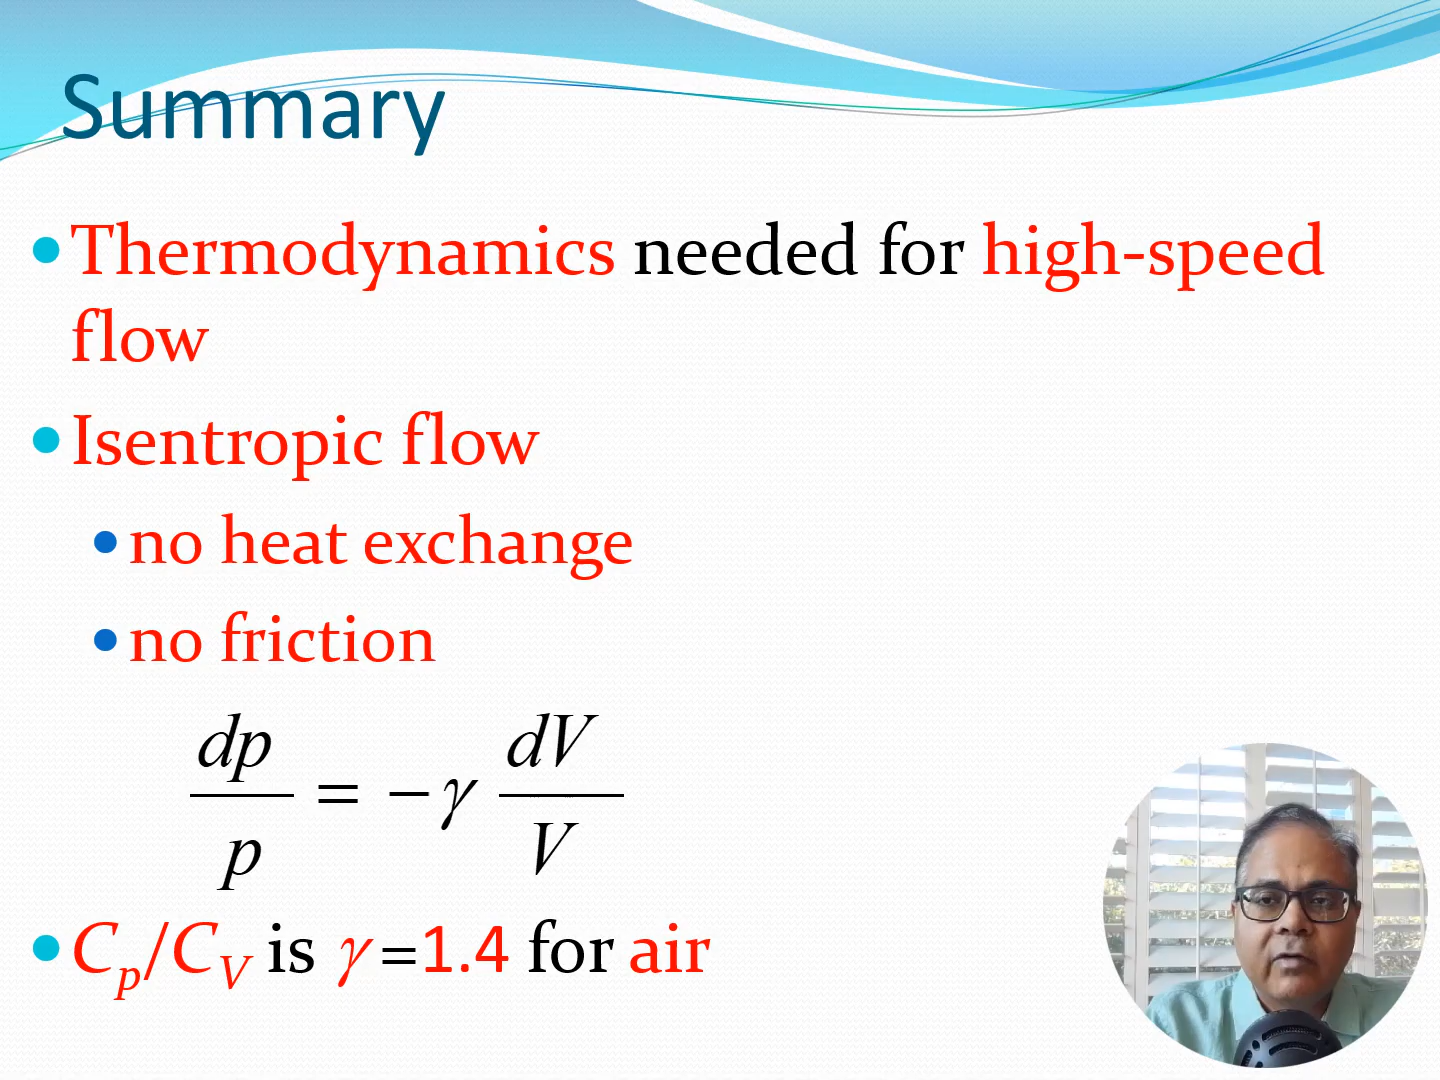 Summary
• Thermodynamics needed for high-speed
flow
• Isentropic flow
• no heat exchange
• no friction
dp/p = −γ dV/V
• Cp/CV is γ=1.4 for air